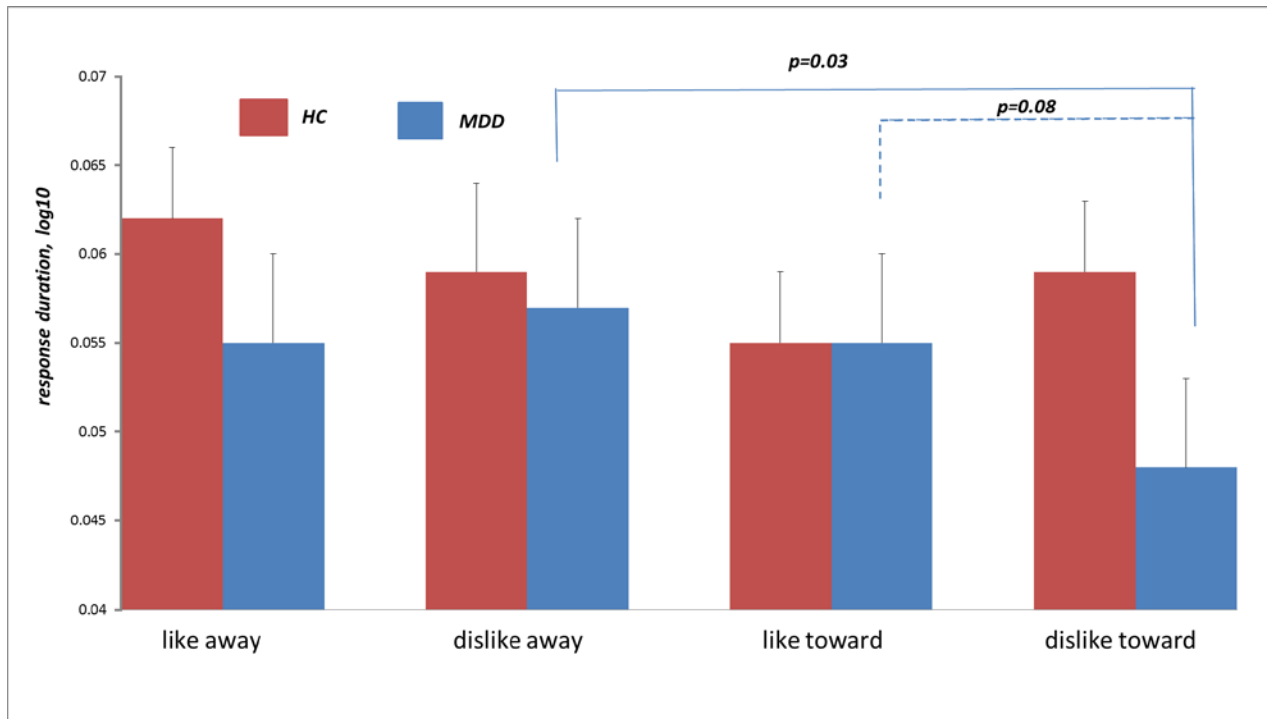 p=0.03
0.07
HC
MDD
p=0.08
0.065
0.06
0.055
0.05
0.045
0.04
response duration, log10
like away
dislike away
like toward
dislike toward